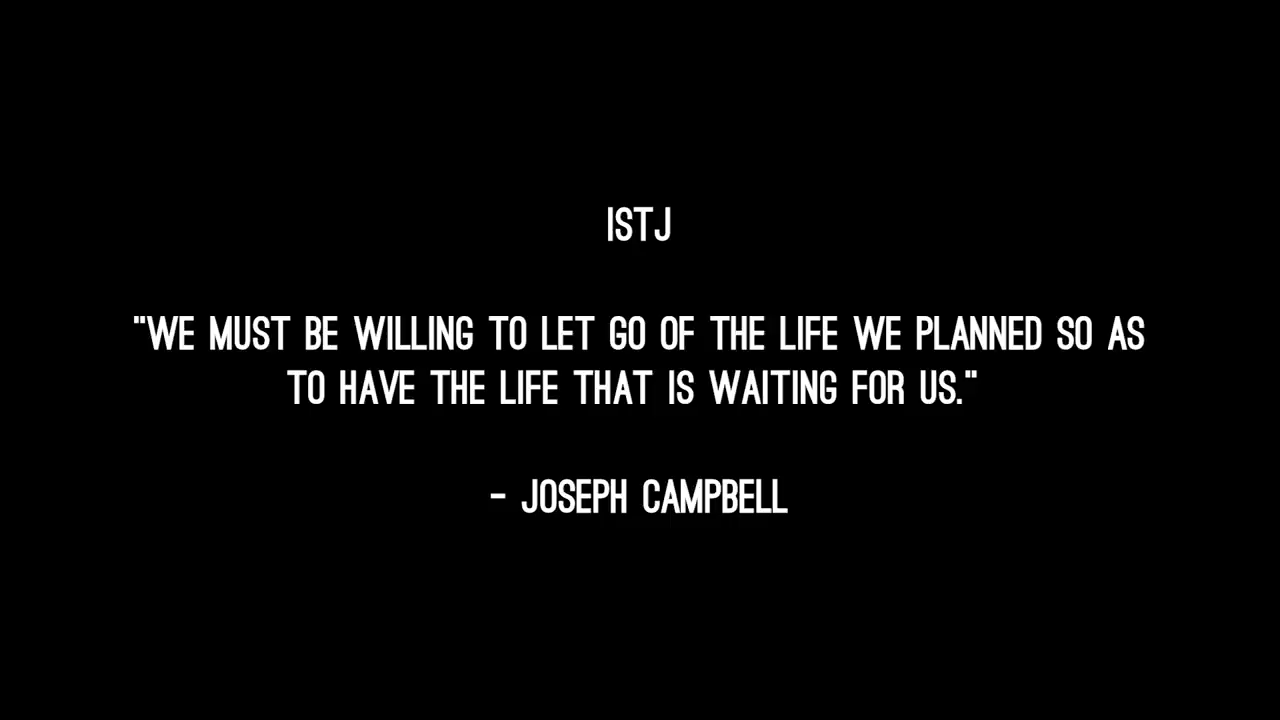 ISTJ
"WE MUST BE WILLING TO LET GO OF THE LIFE WE PLANNED SO AS
TO HAVE THE LIFE THAT IS WAITING FOR US."
- JOSEPH CAMPBELL